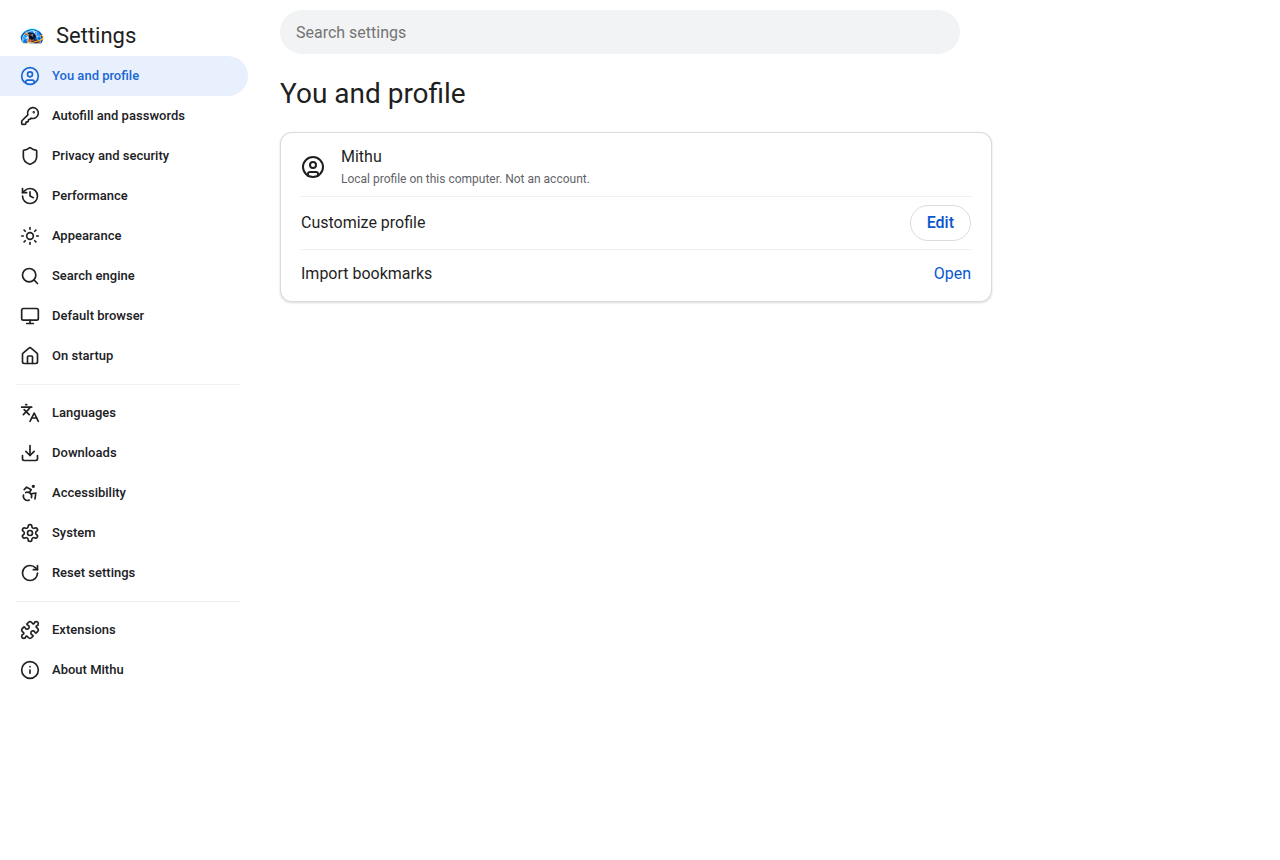 Settings
You and profile
Autofill and passwords
Privacy and security
Performance
Appearance
Search engine
Default browser
On startup
Languages
Downloads
Accessibility
System
Reset settings
Extensions
About Mithu
Search settings
You and profile
Mithu
Local profile on this computer. Not an account.
Customize profile
Edit
Import bookmarks
Open